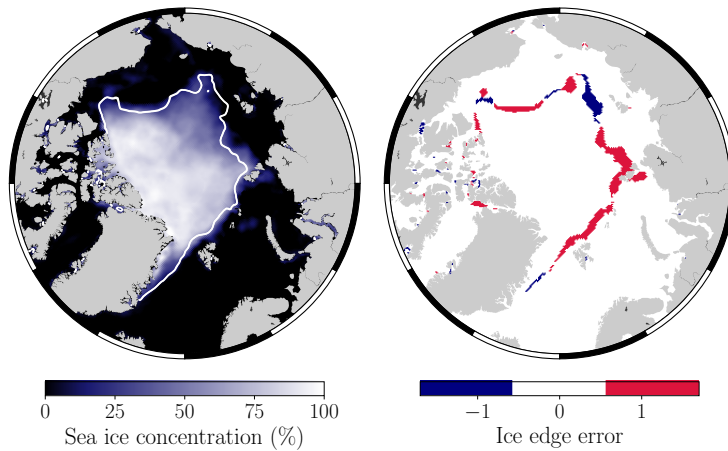 0 25 50 75 100
Sea ice concentration (%)
−1 0 1
Ice edge error